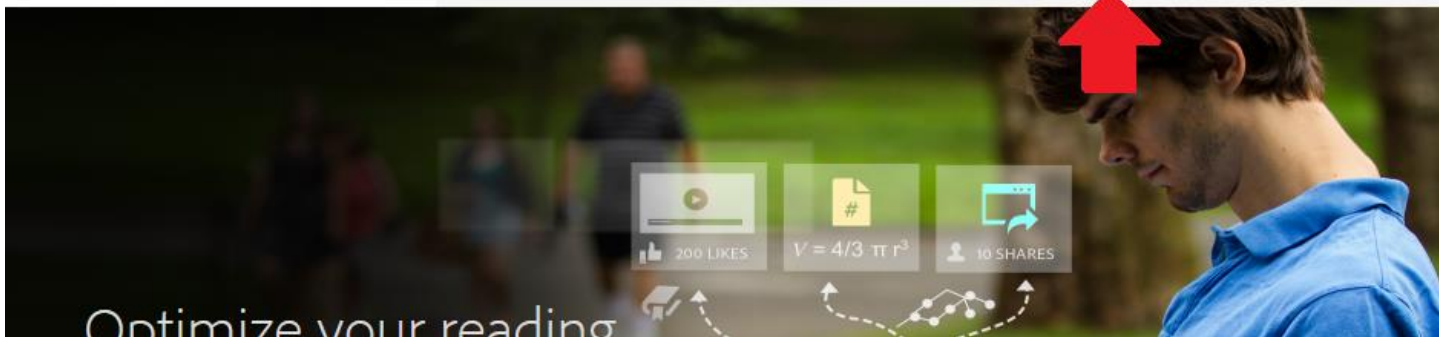 200 LIKES
#
V = 4/3 π r³
10 SHARES
Optimize your reading